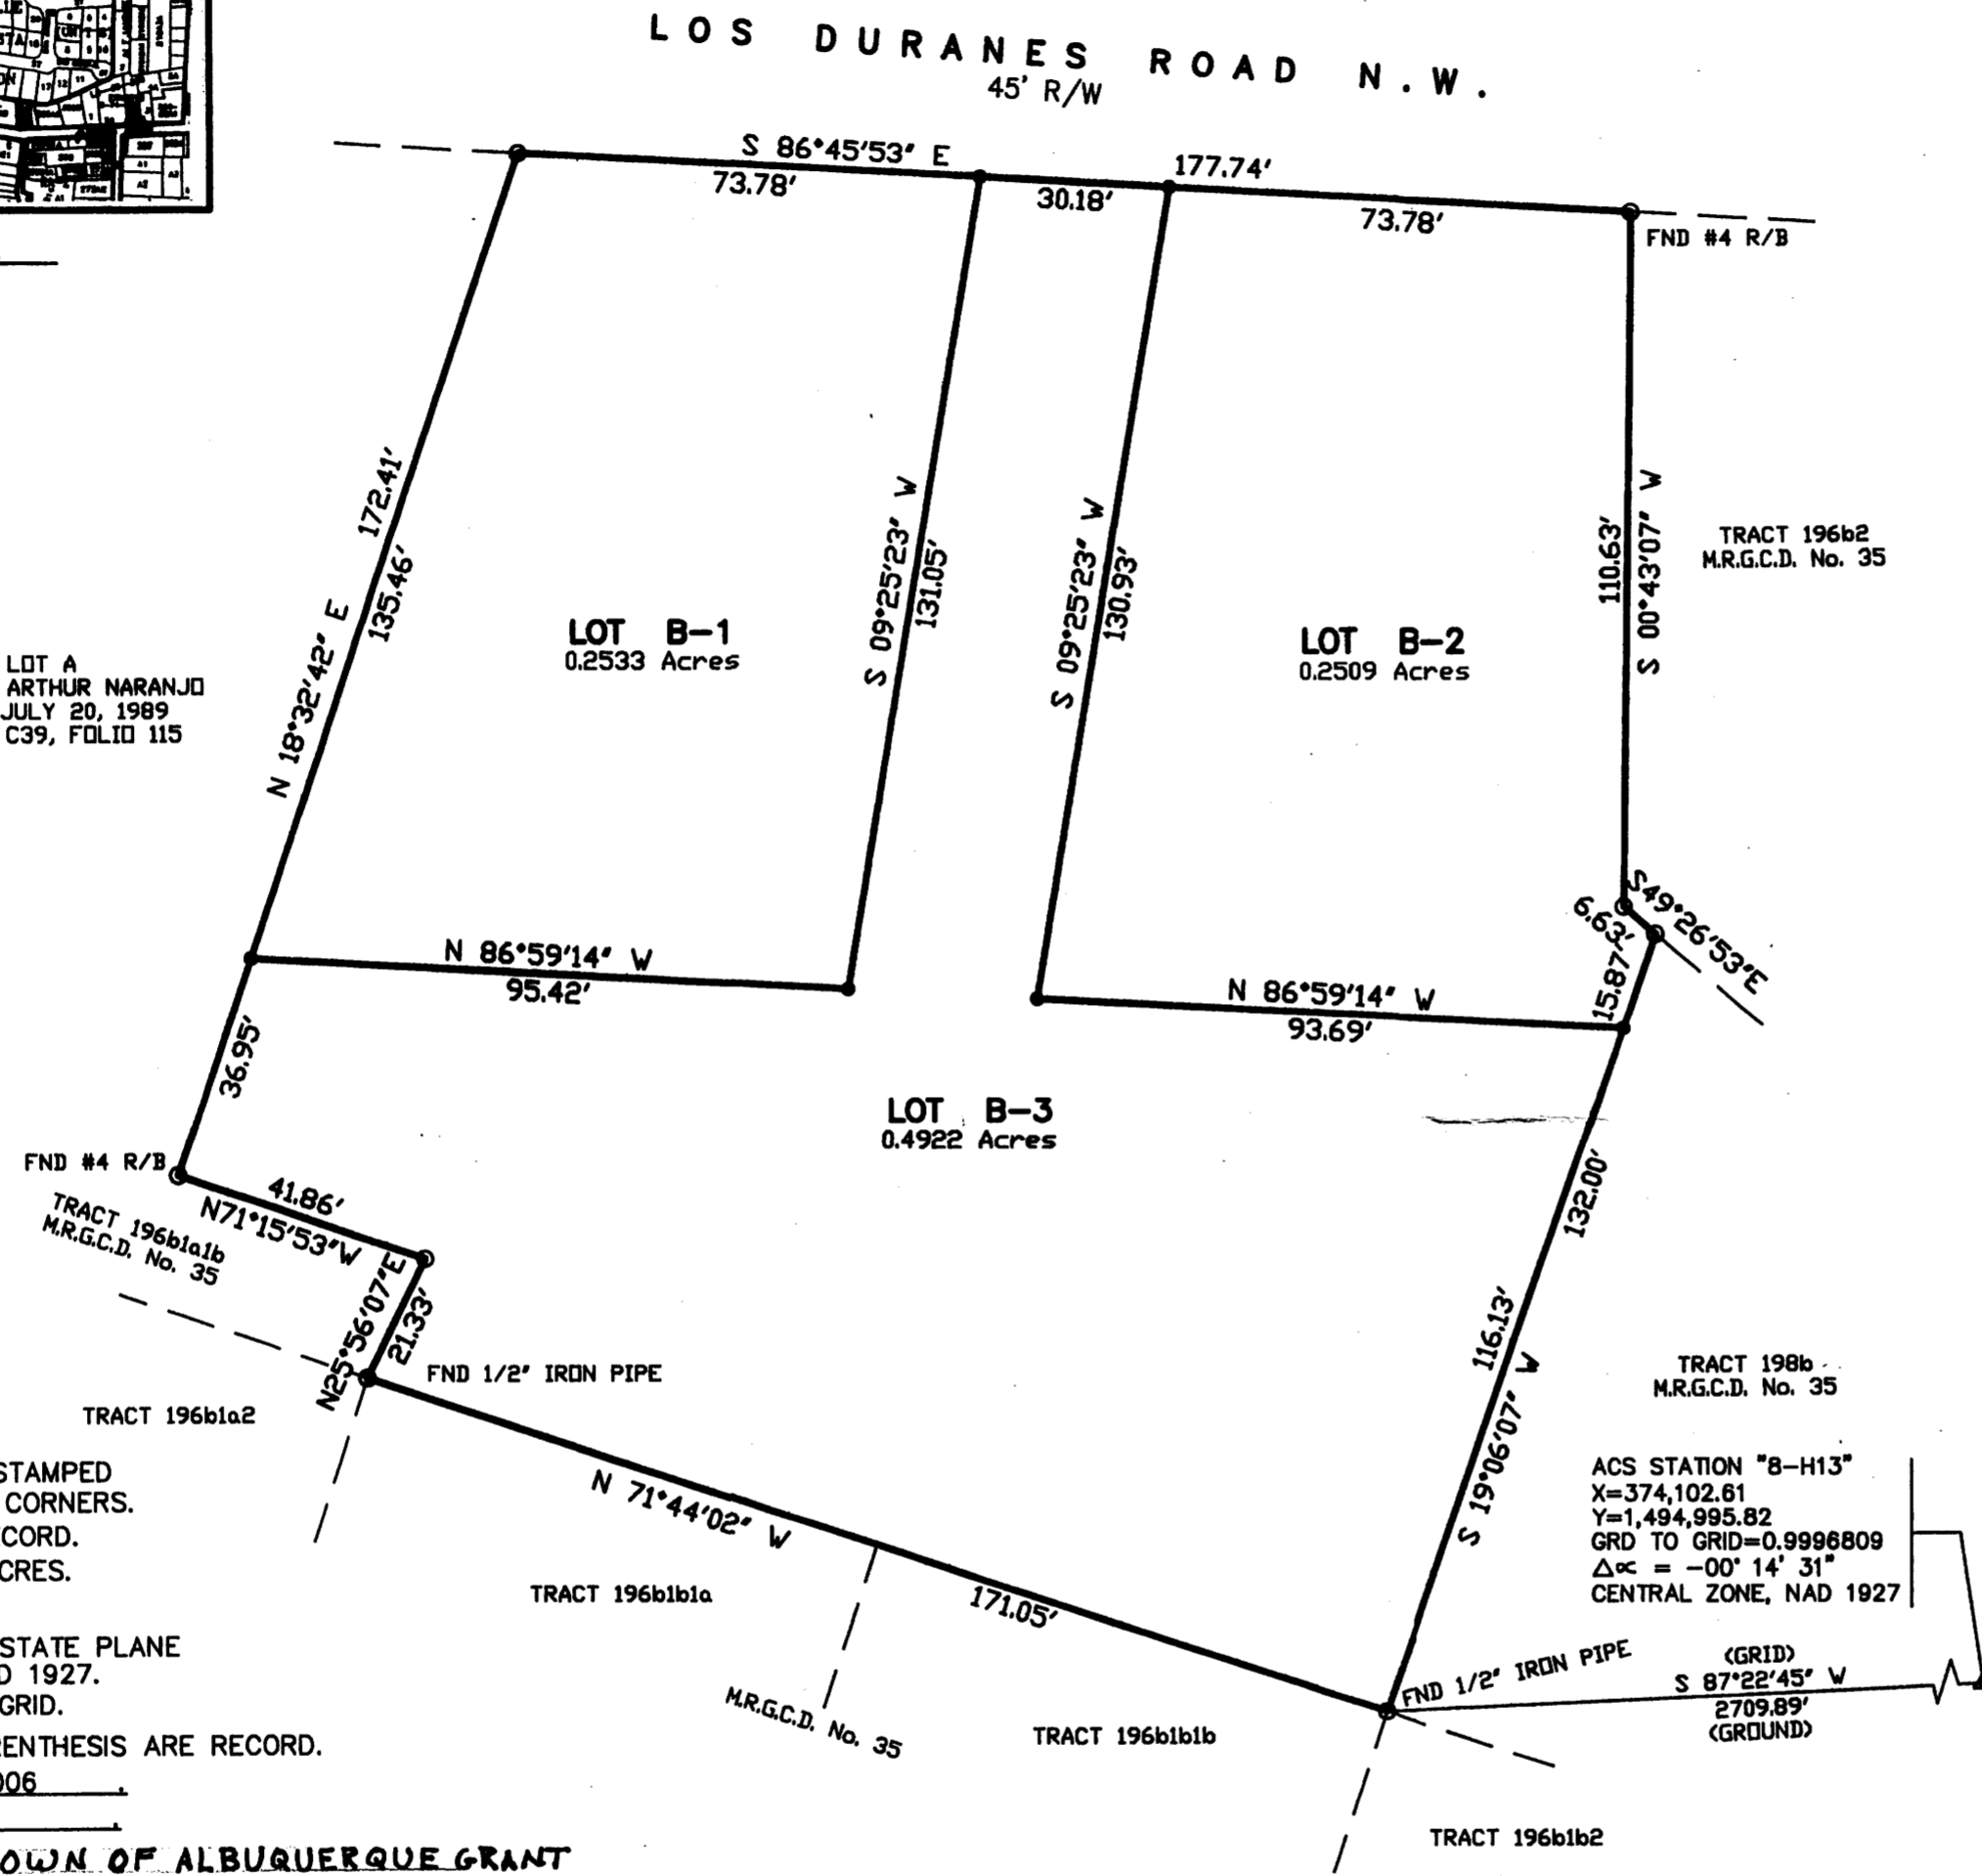 LOS DURANES ROAD N.W.
45' R/W
S 86°45'53" E
177.74'
73.78'
30.18'
73.78'
FND #4 R/B
172.41'
135.46'
N 18°32'42" E
S 09°25'23" W
131.05'
S 09°25'23" W
130.93'
110.63'
S 00°43'07" W
TRACT 196b2
M.R.G.C.D. No. 35
LOT B-1
0.2533 Acres
LOT B-2
0.2509 Acres
LOT A
ARTHUR NARANJO
JULY 20, 1989
C39, FOLIO 115
S49°26'53"E
6.63'
15.87'
N 86°59'14" W
95.42'
N 86°59'14" W
93.69'
36.95'
LOT B-3
0.4922 Acres
FND #4 R/B
41.86'
N71°15'53"W
TRACT 196b1a1b
M.R.G.C.D. No. 35
N25°56'07"E
21.33'
FND 1/2" IRON PIPE
132.00'
116.13'
S 19°06'07" W
TRACT 198b
M.R.G.C.D. No. 35
TRACT 196b1a2
STAMPED
CORNERS.
CORD.
CRES.
N 71°44'02" W
171.05'
TRACT 196b1b1a
ACS STATION "8-H13"
X=374,102.61
Y=1,494,995.82
GRD TO GRID=0.9996809
Δ∝ = -00° 14' 31"
CENTRAL ZONE, NAD 1927
STATE PLANE
D 1927.
GRID.
M.R.G.C.D. No. 35
TRACT 196b1b1b
FND 1/2" IRON PIPE
(GRID)
S 87°22'45" W
2709.89'
(GROUND)
ENTHESIS ARE RECORD.
006
TRACT 196b1b2
OWN OF ALBUQUERQUE GRANT